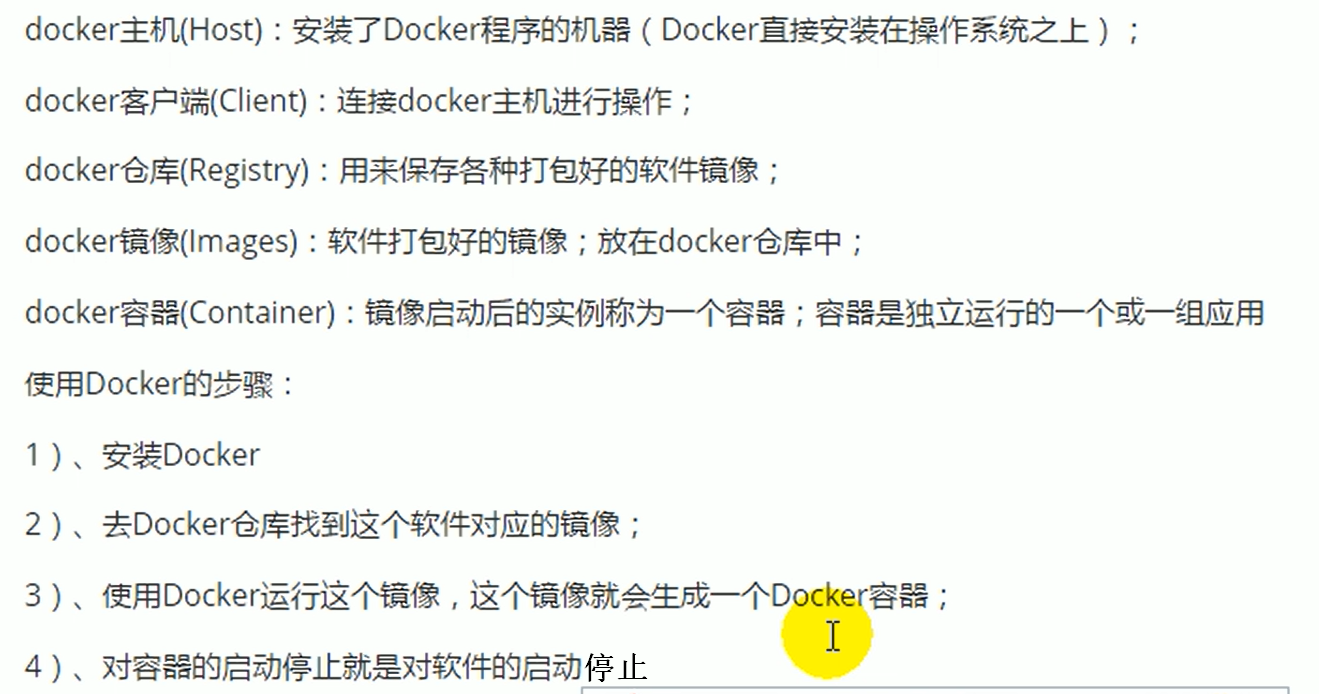 docker主机(Host)：安装了Docker程序的机器（Docker直接安装在操作系统之上）；
docker客户端(Client)：连接docker主机进行操作；
docker仓库(Registry)：用来保存各种打包好的软件镜像；
docker镜像(Images)：软件打包好的镜像；放在docker仓库中；
docker容器(Container)：镜像启动后的实例称为一个容器；容器是独立运行的一个或一组应用
使用Docker的步骤：
1）、安装Docker
2）、去Docker仓库找到这个软件对应的镜像；
3）、使用Docker运行这个镜像，这个镜像就会生成一个Docker容器；
4）、对容器的启动停止就是对软件的启动停止